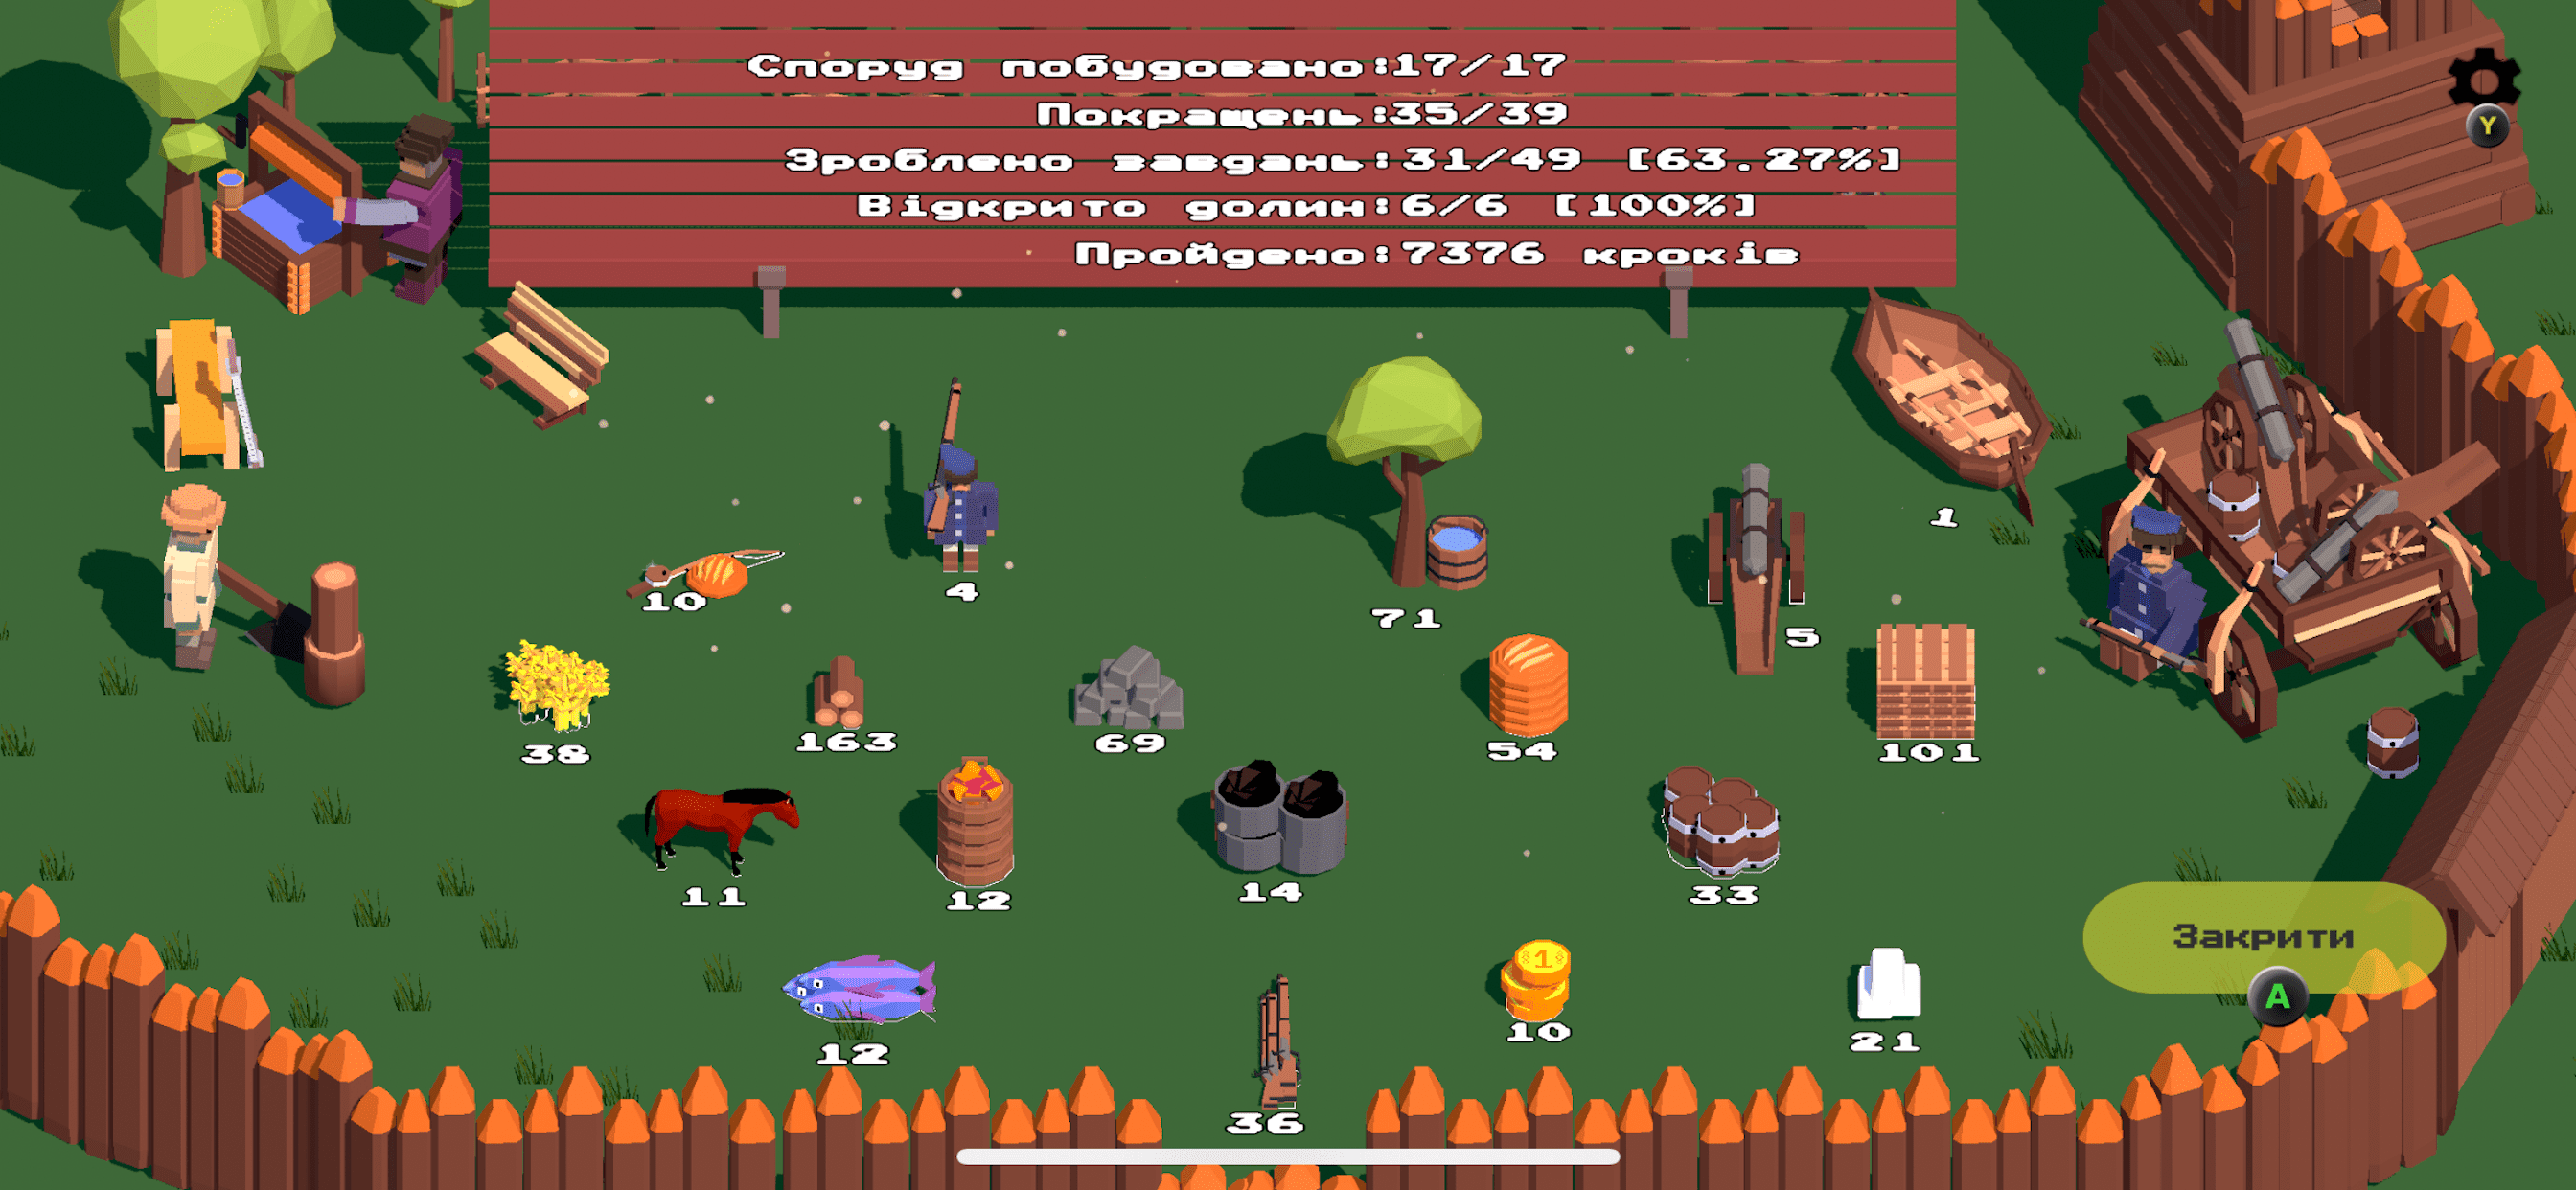 Споруд побудовано:17/17
Покращень:35/39
Зроблено завдань:31/49 [63.27%]
Відкрито долин:6/6 [100%]
Пройдено:7376 кроків
Y
1
10
4
71
5
38
163
69
54
101
11
12
14
33
Закрити
A
1
12
10
21
36